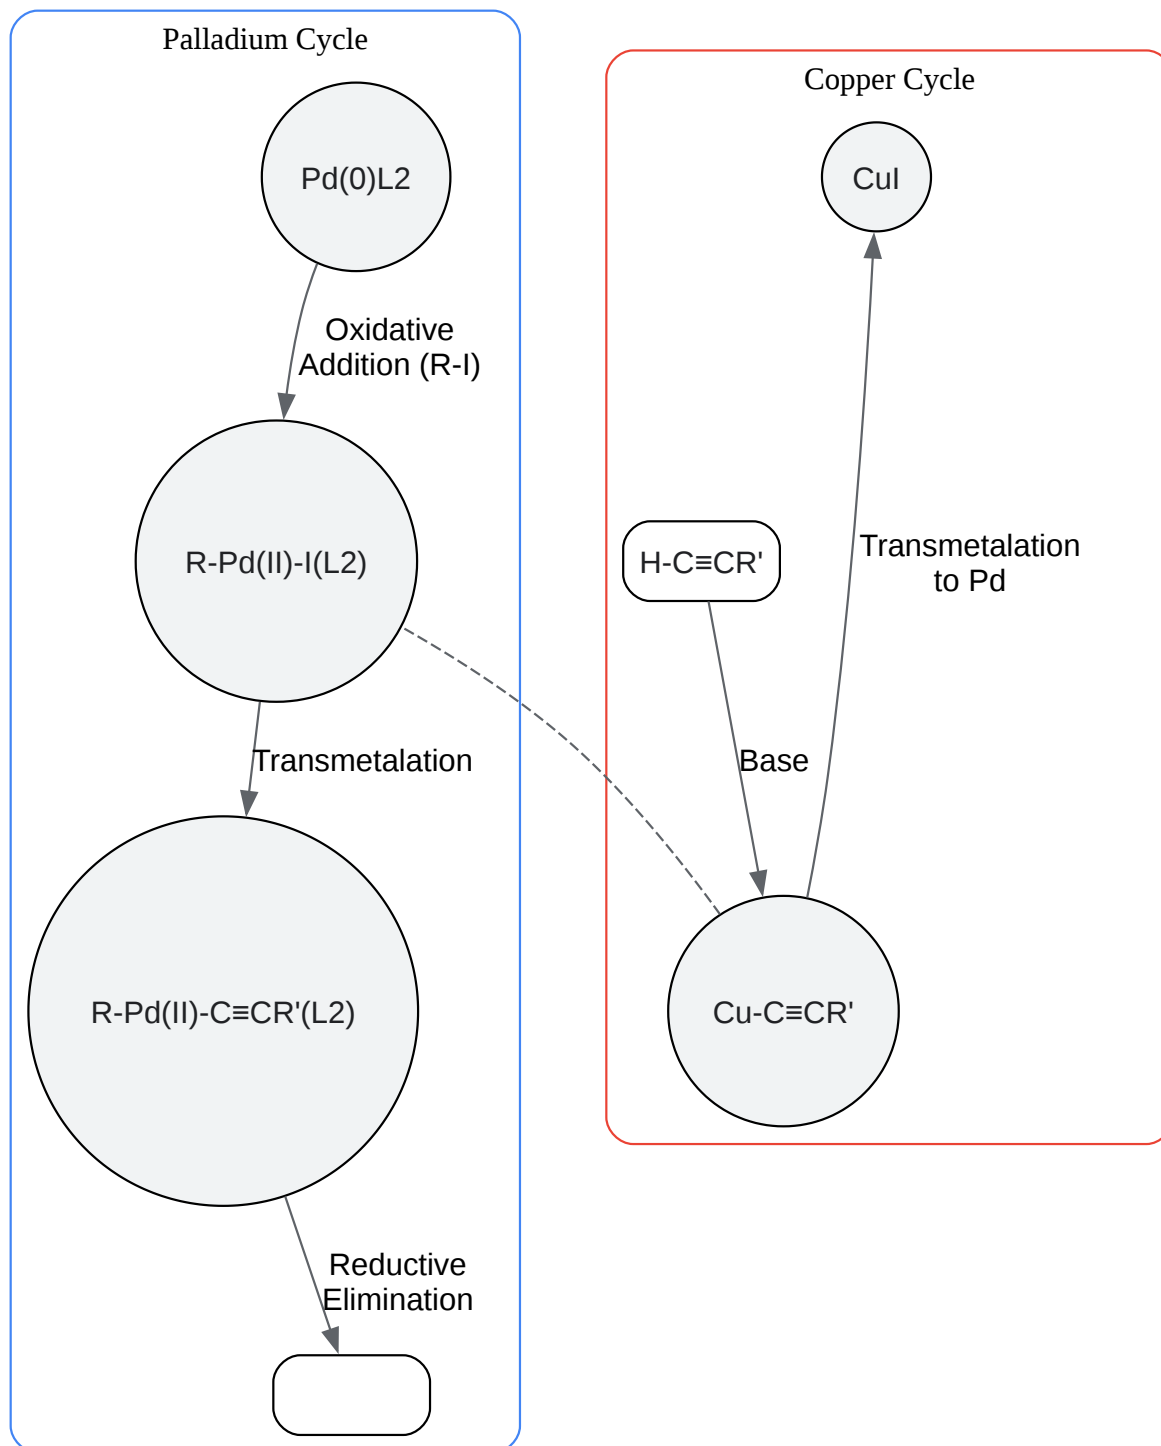 Palladium Cycle
Copper Cycle
Pd(0)L2
CuI
Oxidative
Addition (R-I)
R-Pd(II)-I(L2)
H-C≡CR'
Transmetalation
to Pd
Transmetalation
Base
R-Pd(II)-C≡CR'(L2)
Cu-C≡CR'
Reductive
Elimination